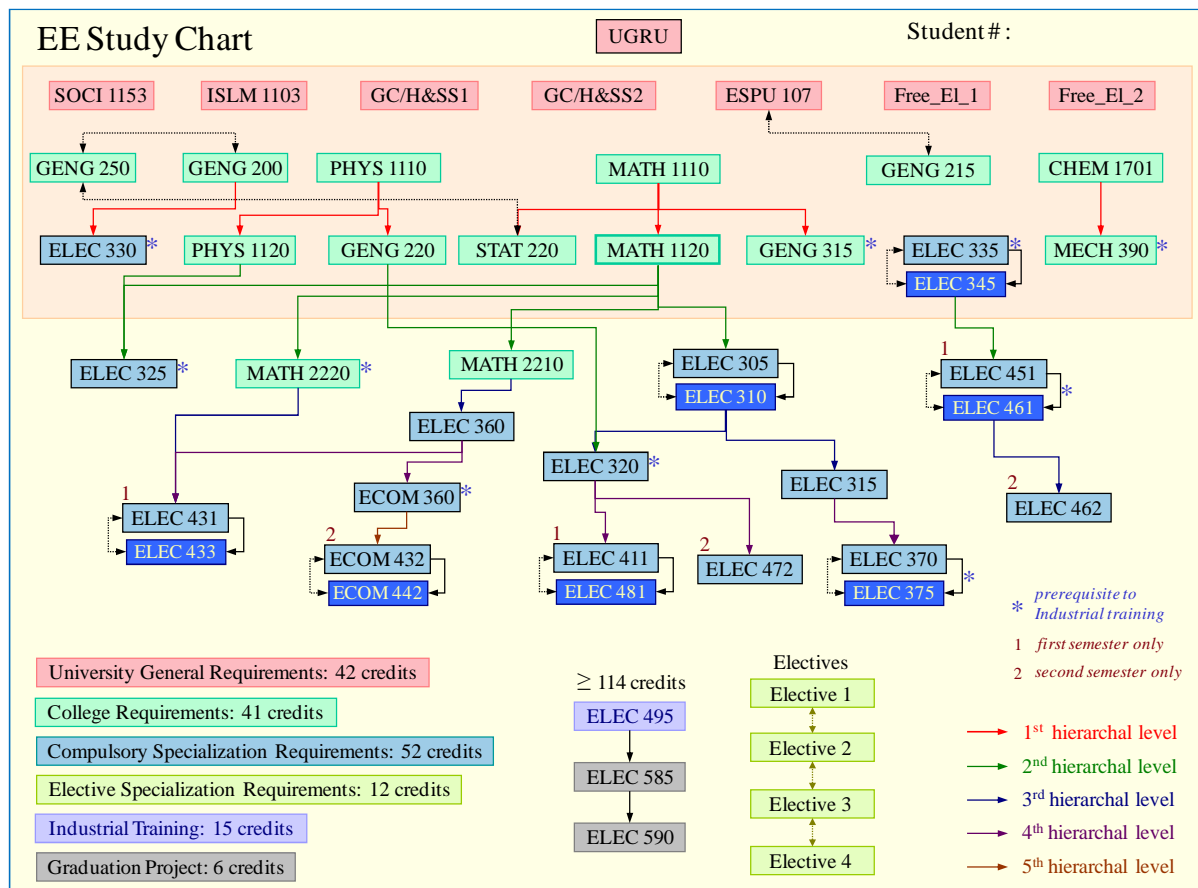 EE Study Chart
UGRU
Student # :
SOCI 1153
ISLM 1103
GC/H&SS1
GC/H&SS2
ESPU 107
Free_El_1
Free_El_2
GENG 250
GENG 200
PHYS 1110
MATH 1110
GENG 215
CHEM 1701
ELEC 330 *
PHYS 1120
GENG 220
STAT 220
MATH 1120
GENG 315 *
ELEC 335 *
MECH 390 *
ELEC 345
ELEC 325 *
MATH 2220 *
MATH 2210
ELEC 305
ELEC 310
1
ELEC 451
*
ELEC 461
ELEC 360
ELEC 320 *
ELEC 315
2
ELEC 462
ECOM 360 *
1
ELEC 431
ELEC 433
2
ECOM 432
ECOM 442
1
ELEC 411
ELEC 481
2
ELEC 472
ELEC 370
*
ELEC 375
* prerequisite to
Industrial training
1 first semester only
2 second semester only
University General Requirements: 42 credits
College Requirements: 41 credits
Compulsory Specialization Requirements: 52 credits
Elective Specialization Requirements: 12 credits
Industrial Training: 15 credits
Graduation Project: 6 credits
≥ 114 credits
ELEC 495
ELEC 585
ELEC 590
Electives
Elective 1
Elective 2
Elective 3
Elective 4
1st hierarchal level
2nd hierarchal level
3rd hierarchal level
4th hierarchal level
5th hierarchal level